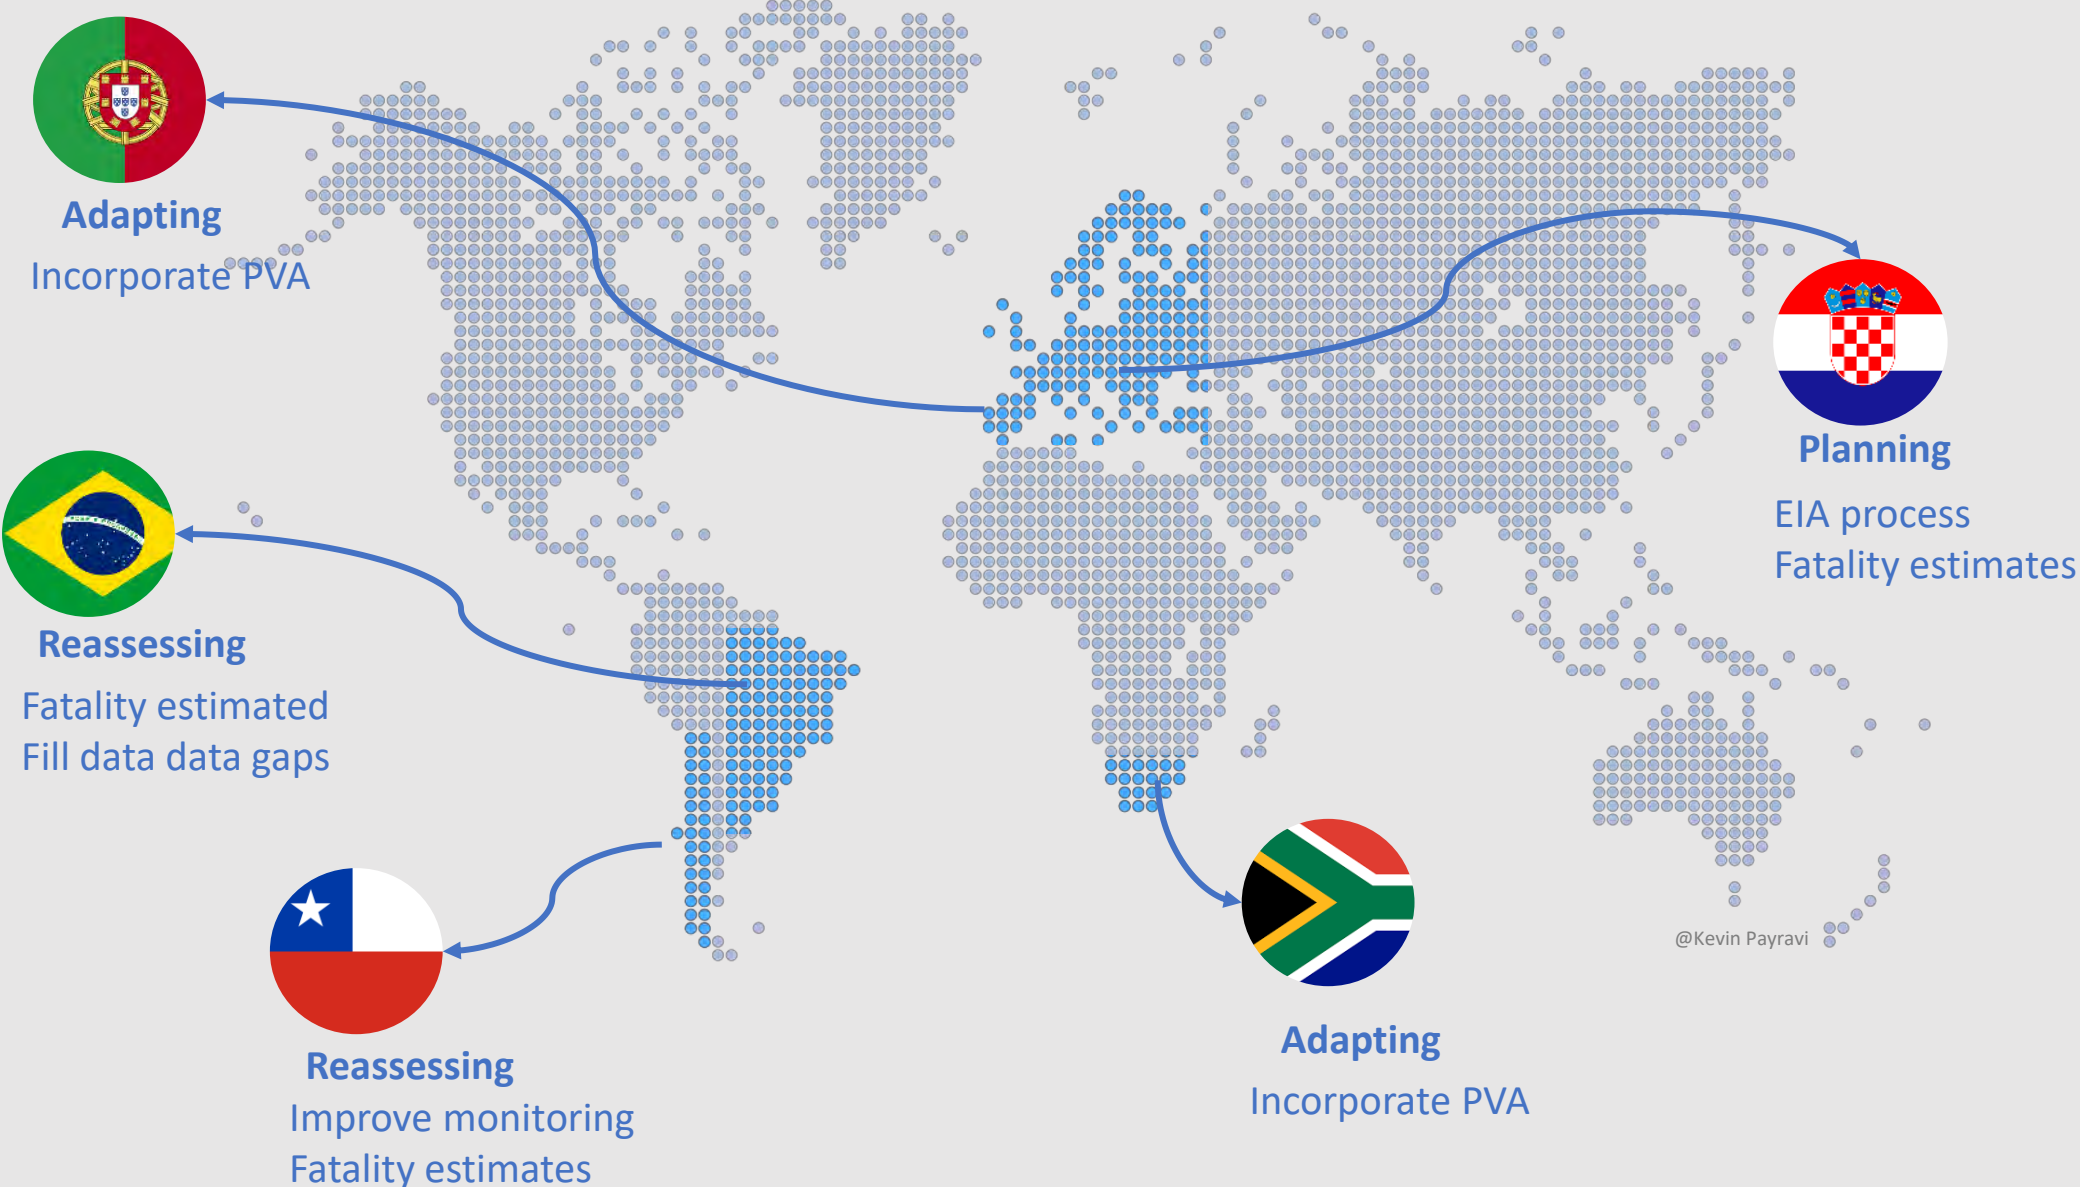 Adapting
Incorporate PVA
Planning
EIA process
Fatality estimates
Reassessing
Fatality estimated
Fill data data gaps
Reassessing
Improve monitoring
Fatality estimates
Adapting
Incorporate PVA
@Kevin Payravi